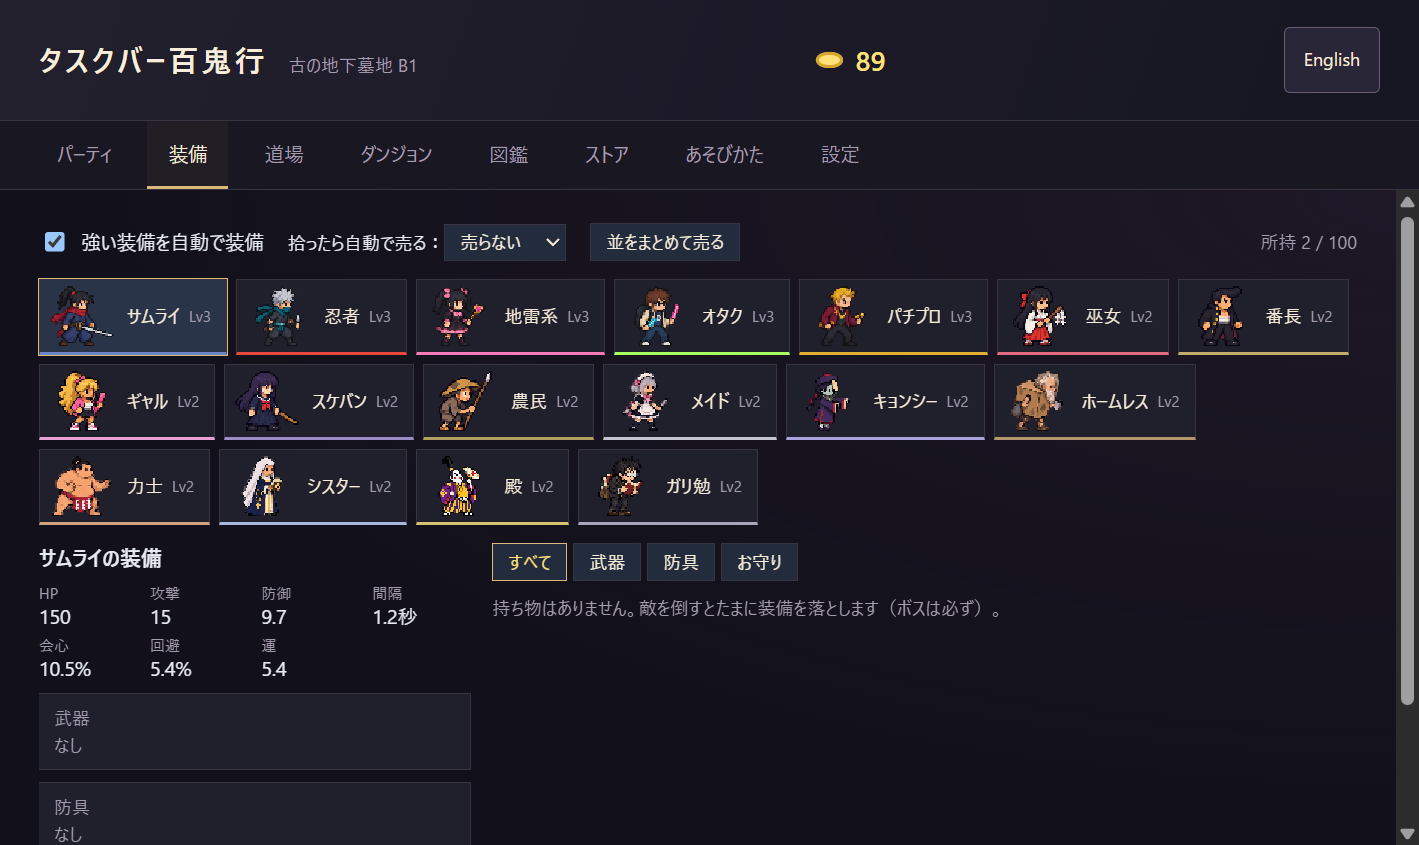 タスクバー百鬼行 古の地下墓地 B1 89 English
パーティ 装備 道場 ダンジョン 図鑑 ストア あそびかた 設定
強い装備を自動で装備 拾ったら自動で売る： 売らない 並をまとめて売る 所持 2 / 100
サムライ Lv3 忍者 Lv3 地雷系 Lv3 オタク Lv3 パチプロ Lv3 巫女 Lv2 番長 Lv2
ギャル Lv2 スケバン Lv2 農民 Lv2 メイド Lv2 キョンシー Lv2 ホームレス Lv2
力士 Lv2 シスター Lv2 殿 Lv2 ガリ勉 Lv2
サムライの装備
HP 攻撃 防御 間隔
150 15 9.7 1.2秒
会心 回避 運
10.5% 5.4% 5.4
武器
なし
防具
なし
すべて 武器 防具 お守り
持ち物はありません。敵を倒すとたまに装備を落とします（ボスは必ず）。